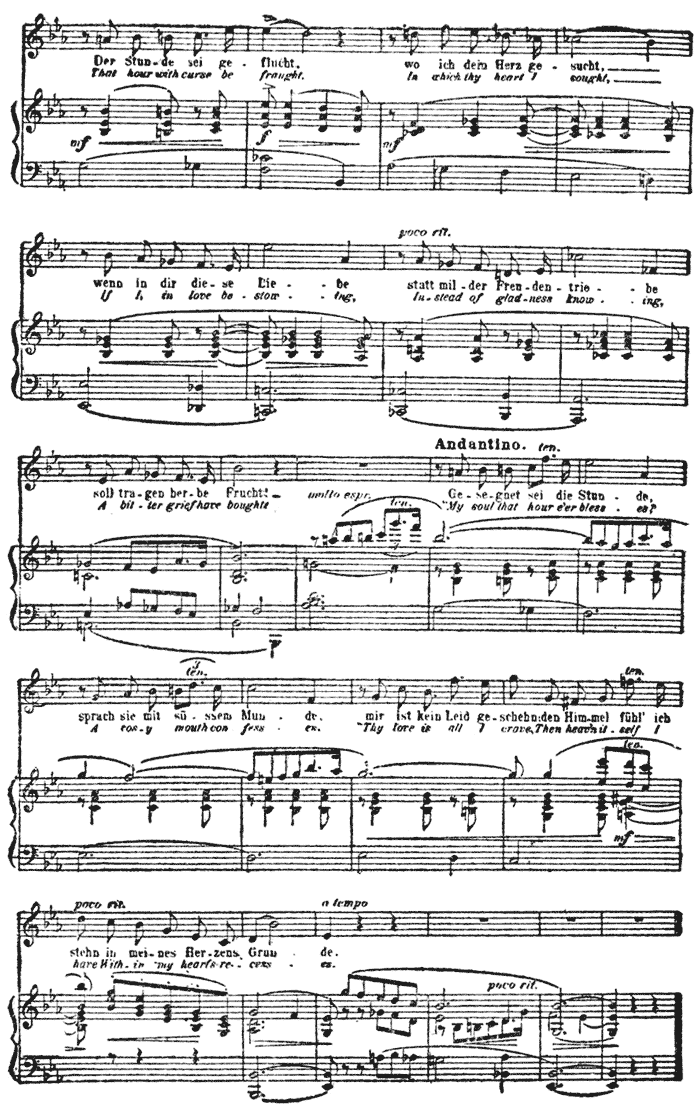 Der Stun-de sei ge-flucht, wo ich dein Herz ge-sucht,
That hour with curse be fraught. In which thy heart I sought,
mf f mf
poco rit.
wenn in dir die-se Lie-be statt mil-der Freu-den-trie-be
If I, in love be-stow-ing, In-stead of glad-ness know-ing,
Andantino. ten.
soll tra-gen her-be Frucht! molto espr. Ge-segnet sei die Stun-de,
A bit-ter grief have bought! ten. "My soul that hour e'er bless-es?
3
ten.
ten.
sprach sie mit sü-ssem Mun-de, mir ist kein Leid ge-schehn; den Himmel fühl' ich
A ros-y mouth con fess-es. "Thy love is all I crave, Then heav'n it-self I
ten.
mf
poco rit. a tempo
stehn in mei-nes Her-zens Grun-de.
have With-in my heart's re-cess-es.
poco rit.